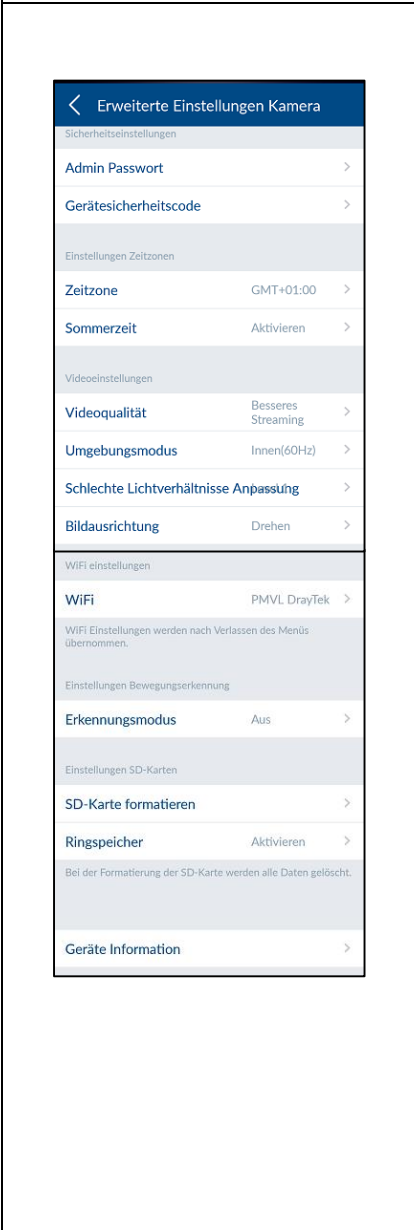 Erweiterte Einstellungen Kamera
Sicherheitseinstellungen
Admin Passwort
Gerätesicherheitscode
Einstellungen Zeitzonen
Zeitzone GMT+01:00
Sommerzeit Aktivieren
Videoeinstellungen
Videoqualität Besseres
Streaming
Umgebungsmodus Innen(60Hz)
Schlechte Lichtverhältnisse Anpassung
Bildausrichtung Drehen
WiFi einstellungen
WiFi PMVL DrayTek
WiFi Einstellungen werden nach Verlassen des Menüs
übernommen.
Einstellungen Bewegungserkennung
Erkennungsmodus Aus
Einstellungen SD-Karten
SD-Karte formatieren
Ringspeicher Aktivieren
Bei der Formatierung der SD-Karte werden alle Daten gelöscht.
Geräte Information